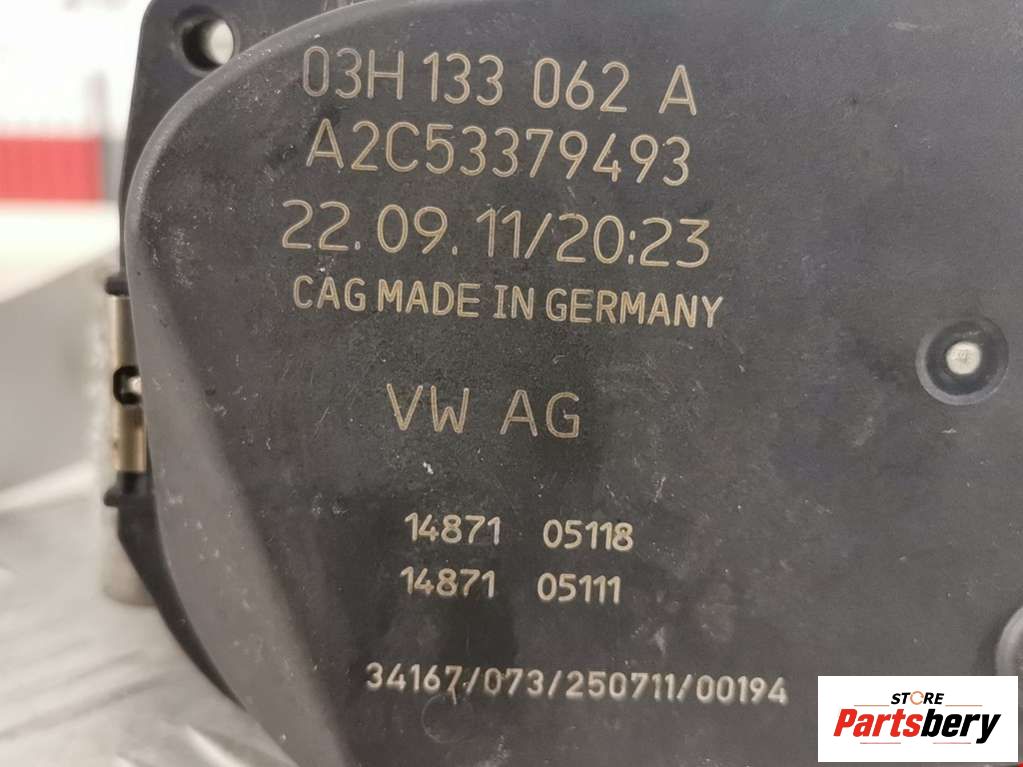 03H 133 062 A
A2C53379493
22.09.11/20:23
CAG MADE IN GERMANY
VW AG
14871 05118
14871 05111
34167/073/250711/00194
STORE
Partsbery